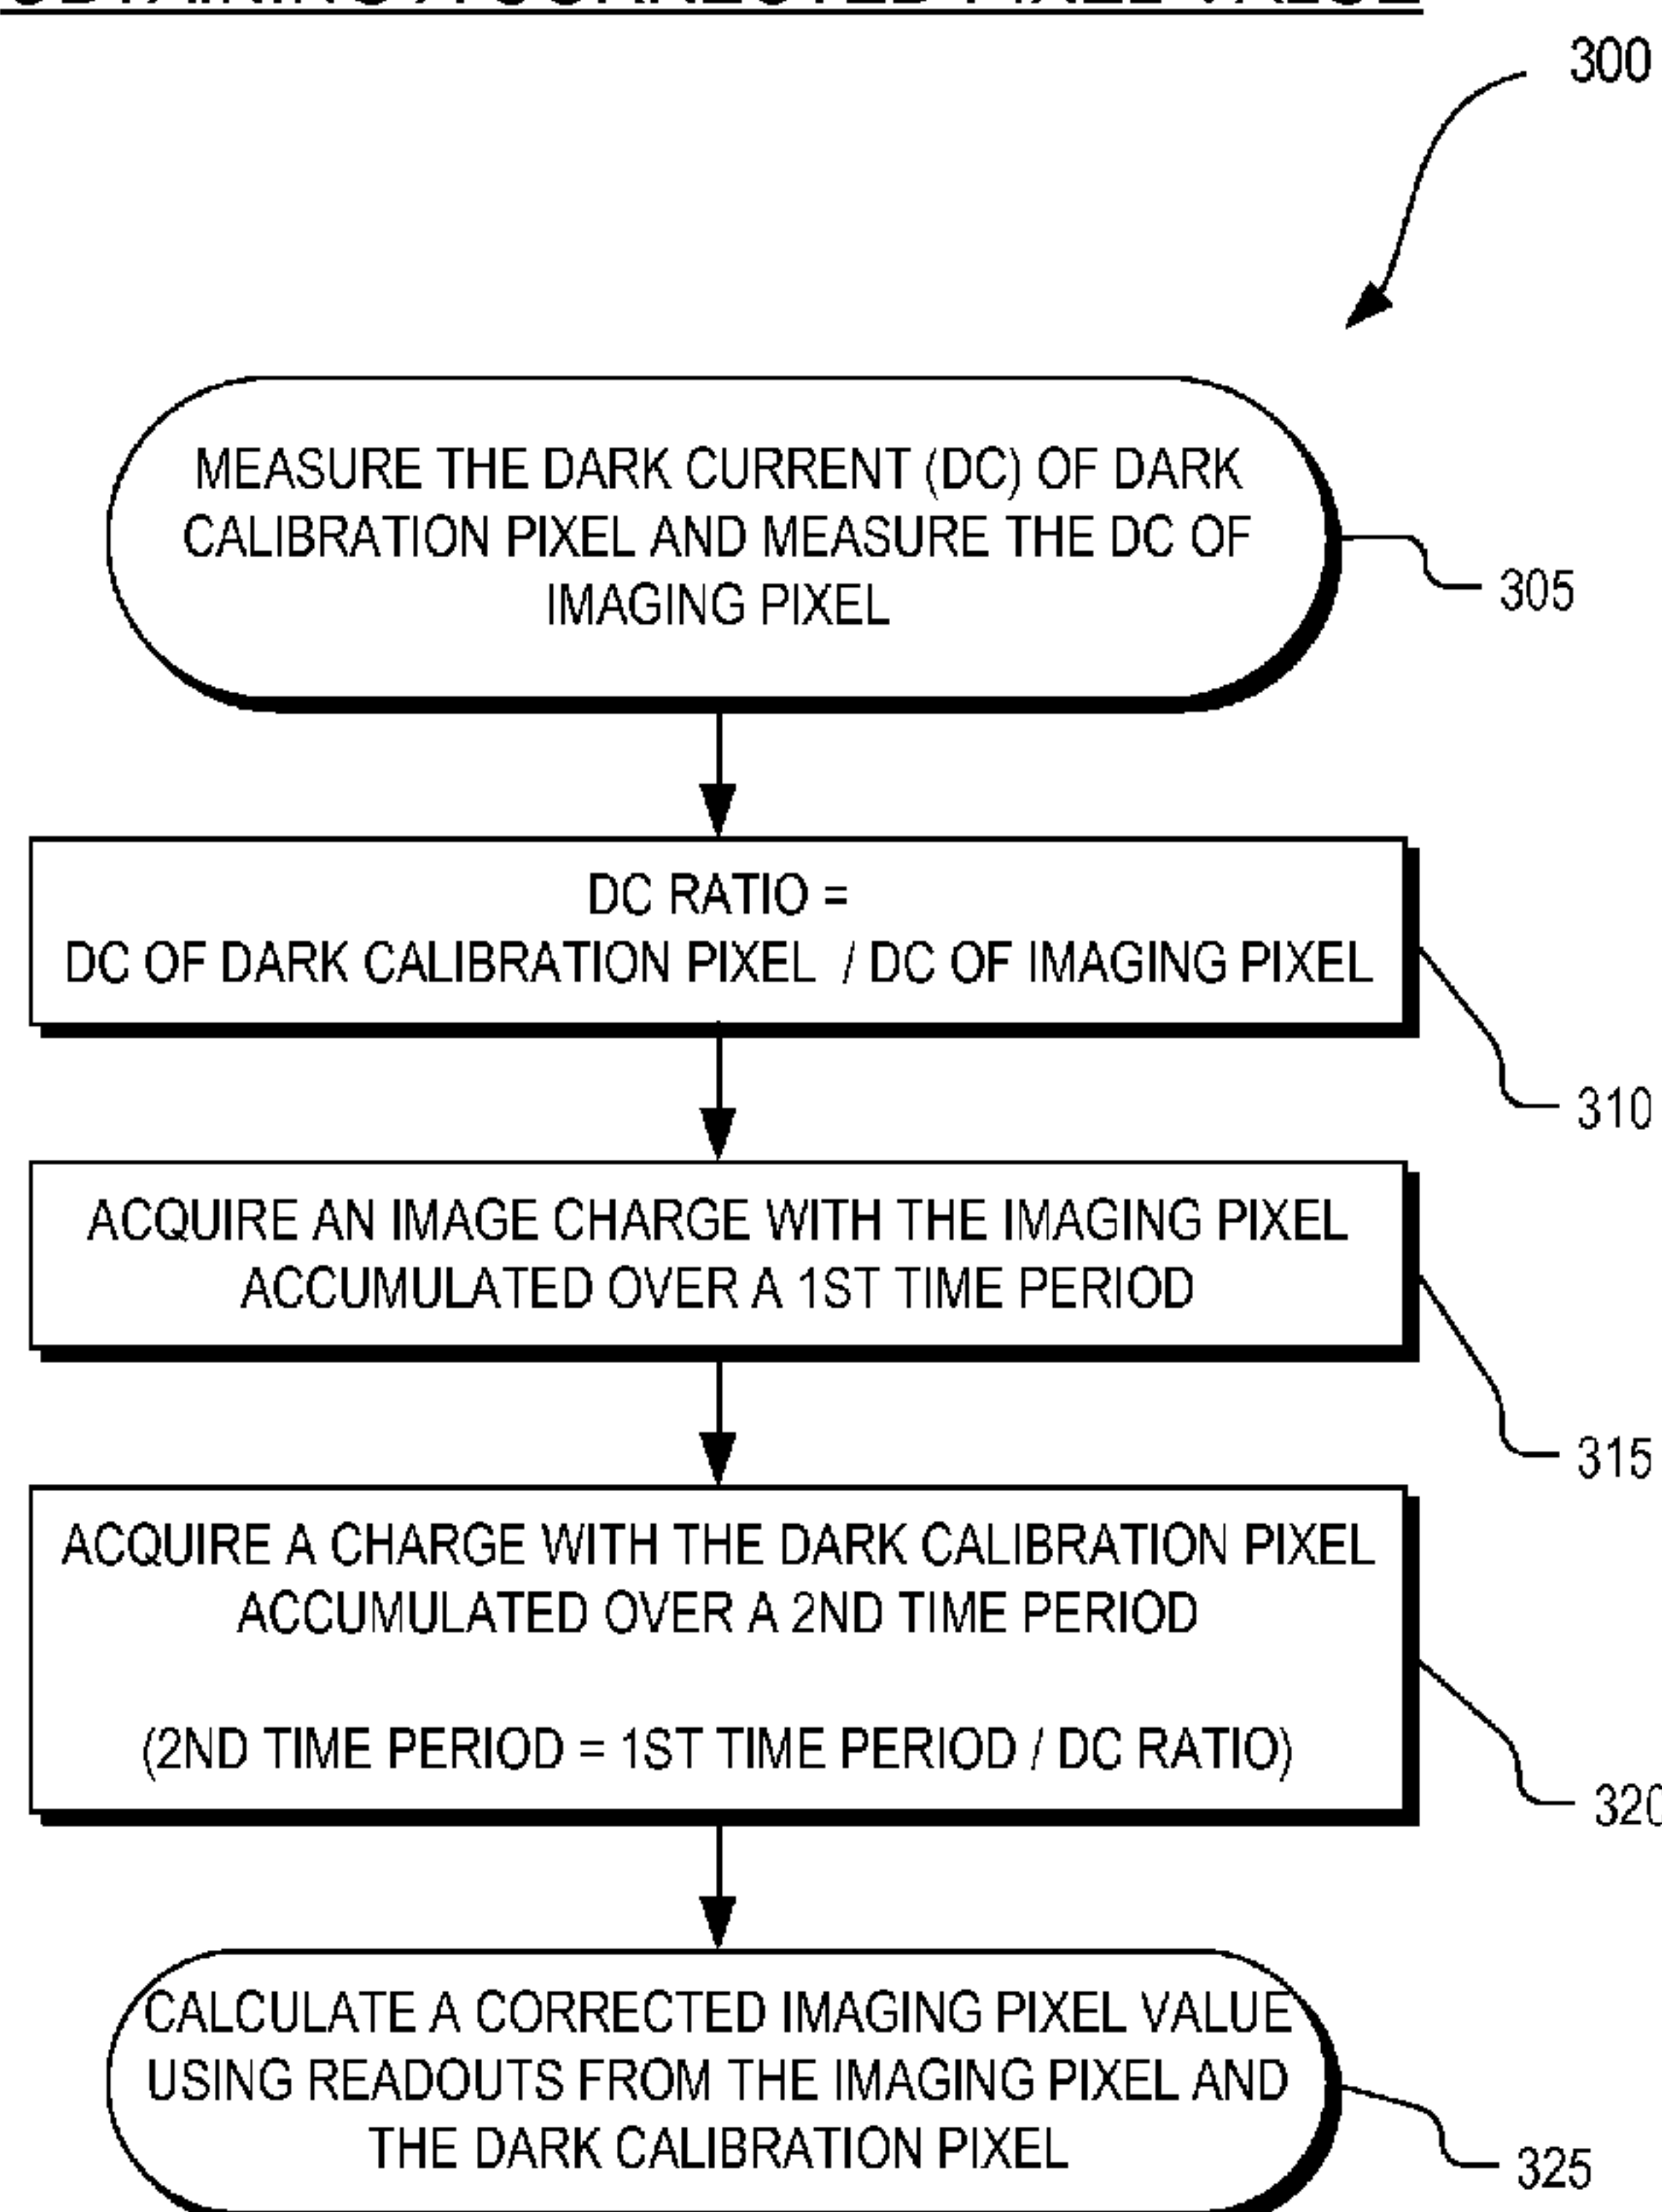 300
MEASURE THE DARK CURRENT (DC) OF DARK
CALIBRATION PIXEL AND MEASURE THE DC OF
IMAGING PIXEL
305
DC RATIO =
DC OF DARK CALIBRATION PIXEL / DC OF IMAGING PIXEL
310
ACQUIRE AN IMAGE CHARGE WITH THE IMAGING PIXEL
ACCUMULATED OVER A 1ST TIME PERIOD
315
ACQUIRE A CHARGE WITH THE DARK CALIBRATION PIXEL
ACCUMULATED OVER A 2ND TIME PERIOD
(2ND TIME PERIOD = 1ST TIME PERIOD / DC RATIO)
320
CALCULATE A CORRECTED IMAGING PIXEL VALUE
USING READOUTS FROM THE IMAGING PIXEL AND
THE DARK CALIBRATION PIXEL
325